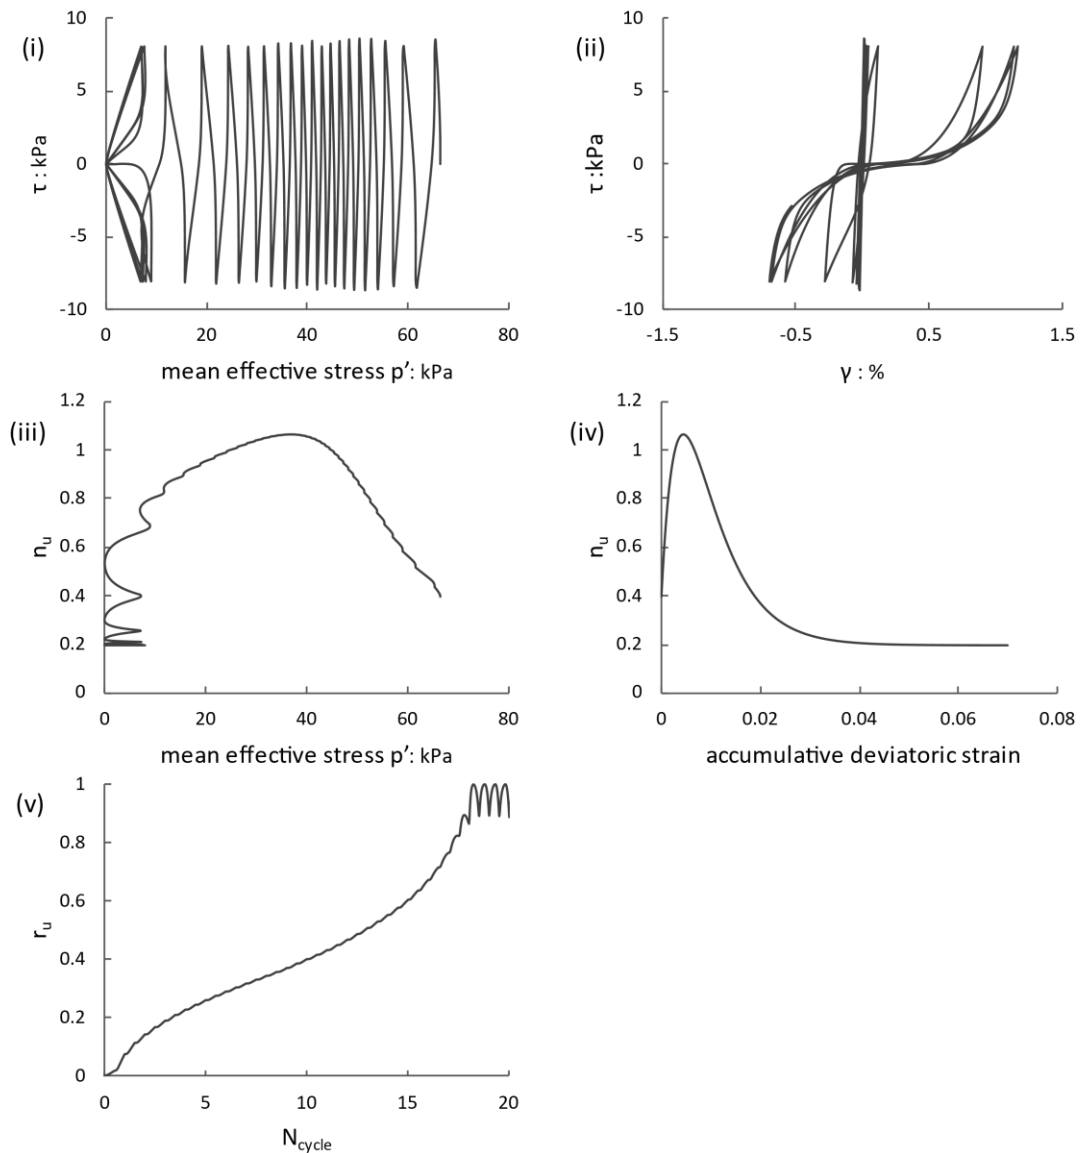 (i)
10
5
0
-5
-10
τ : kPa
0 20 40 60 80
mean effective stress p’: kPa
(ii)
10
5
0
-5
-10
τ :kPa
-1.5 -0.5 0.5 1.5
γ : %
(iii)
1.2
1
0.8
0.6
0.4
0.2
0
nu
0 20 40 60 80
mean effective stress p’: kPa
(iv)
1.2
1
0.8
0.6
0.4
0.2
0
nu
0 0.02 0.04 0.06 0.08
accumulative deviatoric strain
(v)
1
0.8
0.6
0.4
0.2
0
ru
0 5 10 15 20
Ncycle